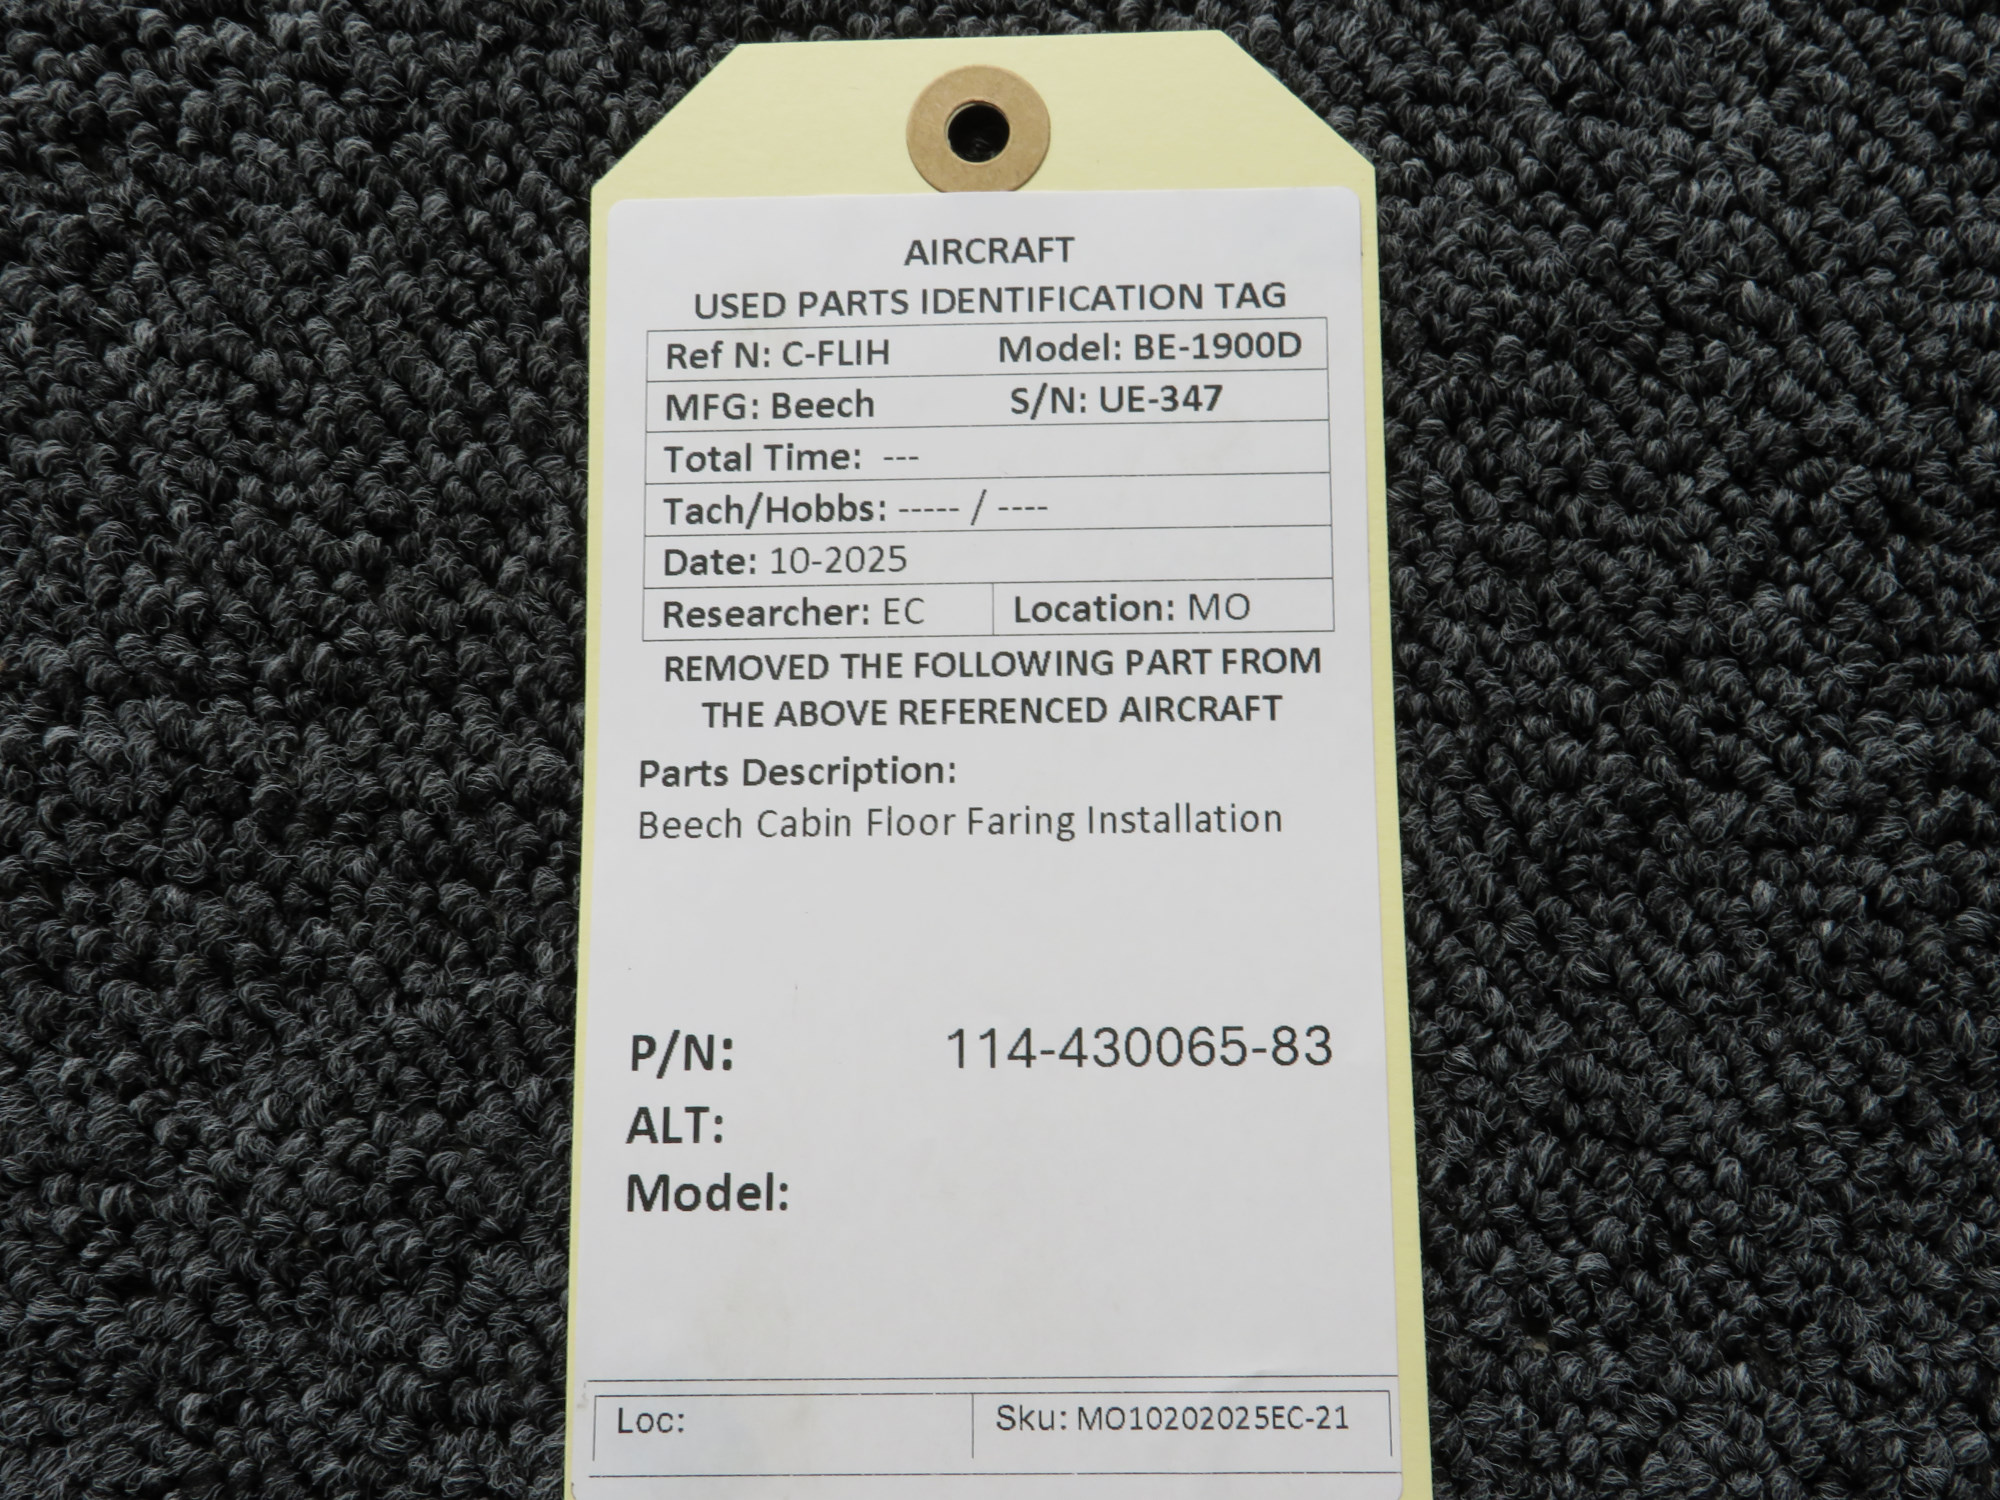 AIRCRAFT
USED PARTS IDENTIFICATION TAG
Ref N: C-FLIH Model: BE-1900D
MFG: Beech S/N: UE-347
Total Time: ---
Tach/Hobbs: ----- / ----
Date: 10-2025
Researcher: EC Location: MO
REMOVED THE FOLLOWING PART FROM
THE ABOVE REFERENCED AIRCRAFT
Parts Description:
Beech Cabin Floor Faring Installation
P/N: 114-430065-83
ALT:
Model:
Loc: Sku: MO10202025EC-21